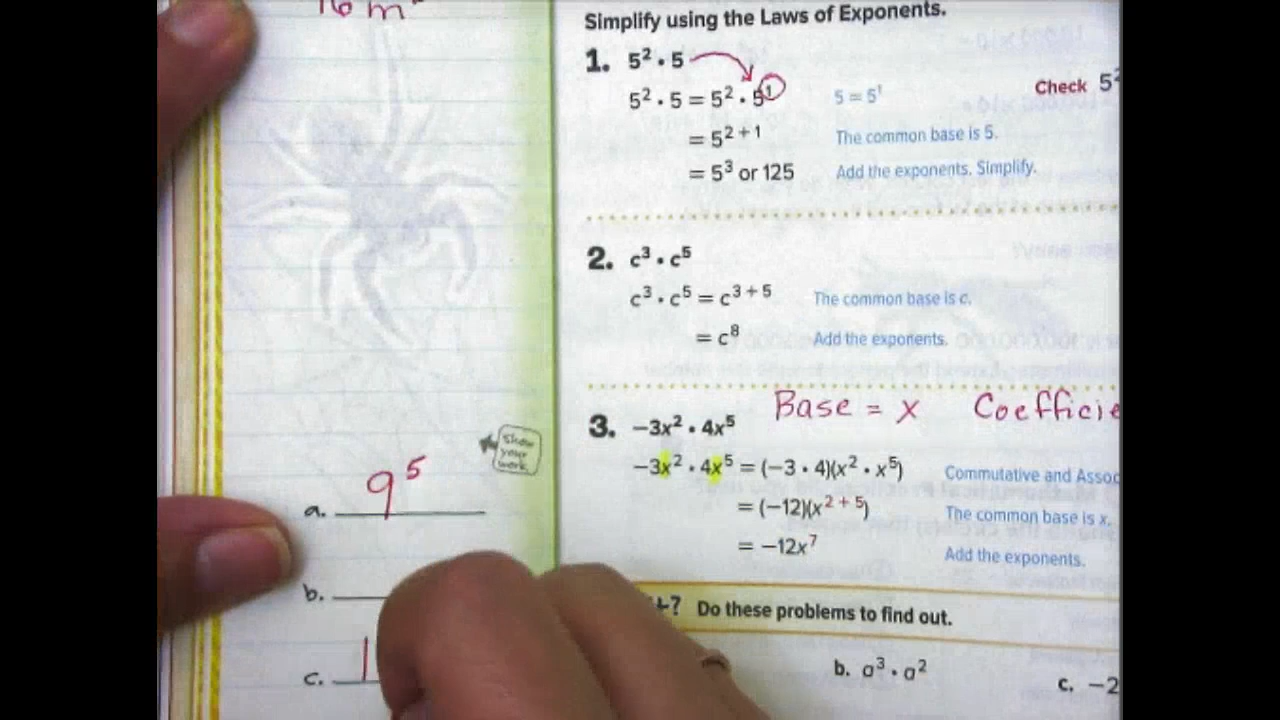 16 m
Simplify using the Laws of Exponents.
1. 5² · 5
5² · 5 = 5² · 5¹ 5 = 5¹ Check 5²
= 5²⁺¹ The common base is 5.
= 5³ or 125 Add the exponents. Simplify.
2. c³ · c⁵
c³ · c⁵ = c³⁺⁵ The common base is c.
= c⁸ Add the exponents.
Base = x Coefficie
3. −3x² · 4x⁵
−3x² · 4x⁵ = (−3 · 4)(x² · x⁵) Commutative and Assoc
= (−12)(x²⁺⁵) The common base is x.
= −12x⁷ Add the exponents.
Show
your
work.
a. 9⁵
b.
c. 1
t? Do these problems to find out.
b. a³ · a²
c. −2